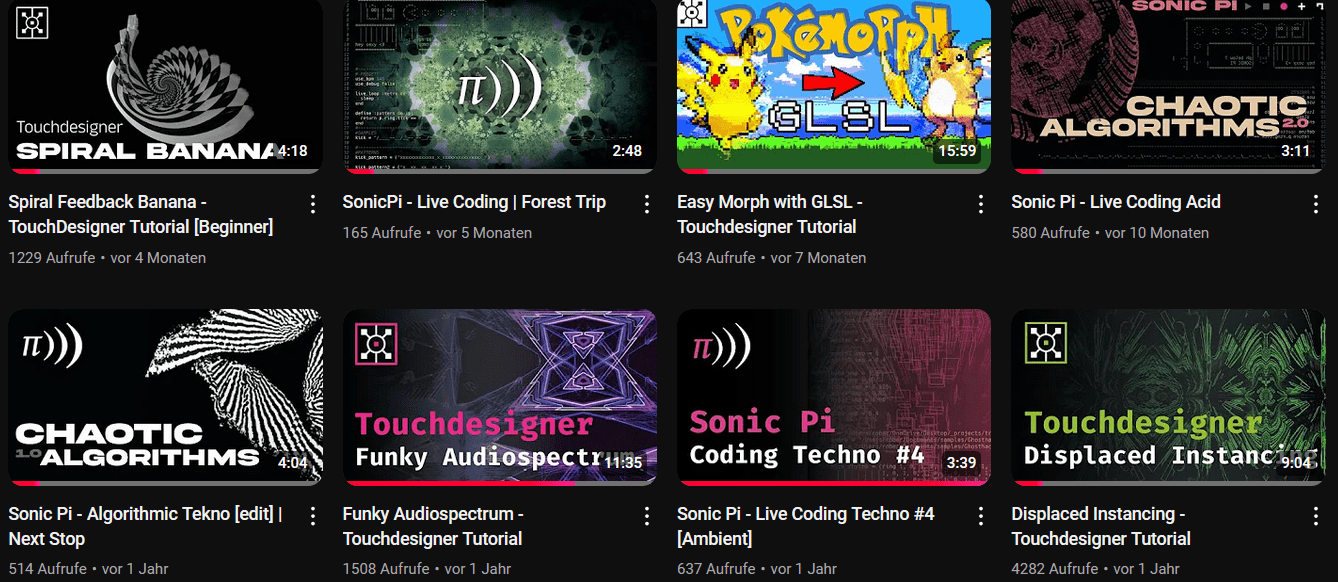 Touchdesigner
SPIRAL BANANA
4:18
π)))
2:48
PokéMorph
GLSL
15:59
SONIC PI
CHAOTIC
ALGORITHMS 2.0
3:11
Spiral Feedback Banana -
TouchDesigner Tutorial [Beginner]
1229 Aufrufe • vor 4 Monaten
SonicPi - Live Coding | Forest Trip
165 Aufrufe • vor 5 Monaten
Easy Morph with GLSL -
Touchdesigner Tutorial
643 Aufrufe • vor 7 Monaten
Sonic Pi - Live Coding Acid
580 Aufrufe • vor 10 Monaten
π)))
CHAOTIC
1.0 ALGORITHMS
4:04
Touchdesigner
Funky Audiospectrum
11:35
π)))
Sonic Pi
Coding Techno #4
3:39
Touchdesigner
Displaced Instancing
9:04
Sonic Pi - Algorithmic Tekno [edit] |
Next Stop
514 Aufrufe • vor 1 Jahr
Funky Audiospectrum -
Touchdesigner Tutorial
1508 Aufrufe • vor 1 Jahr
Sonic Pi - Live Coding Techno #4
[Ambient]
637 Aufrufe • vor 1 Jahr
Displaced Instancing -
Touchdesigner Tutorial
4282 Aufrufe • vor 1 Jahr